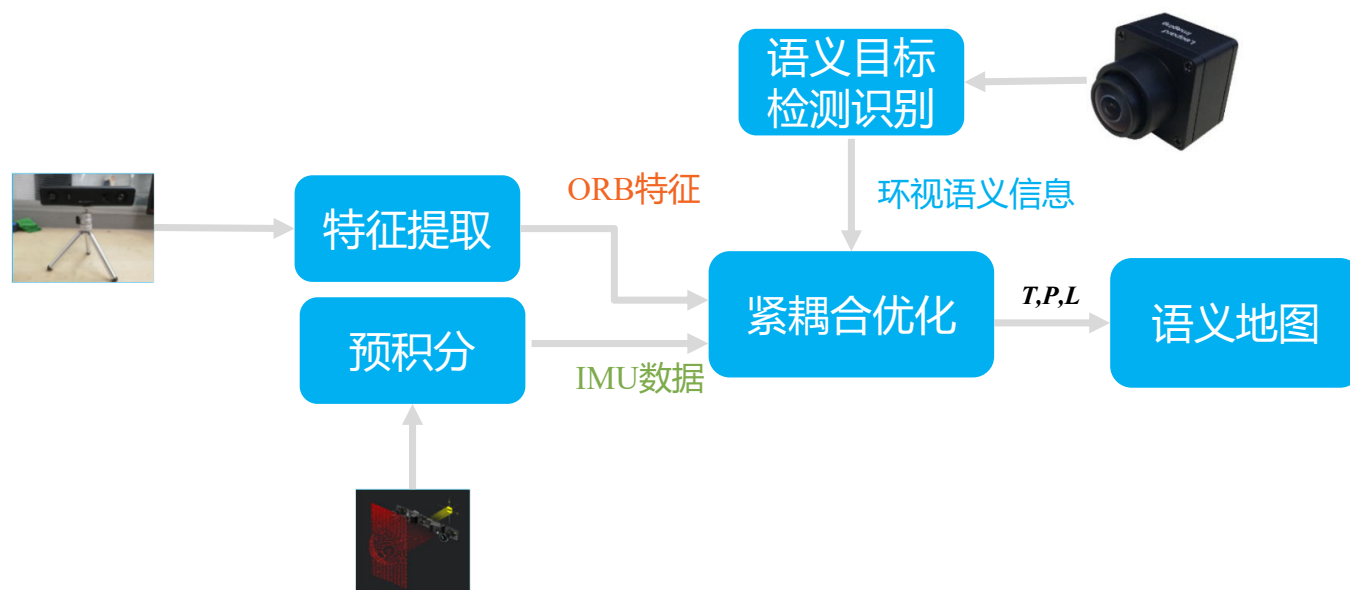 语义目标
检测识别
Leopard
Imaging
ORB特征
环视语义信息
特征提取
紧耦合优化
T,P,L
语义地图
预积分
IMU数据